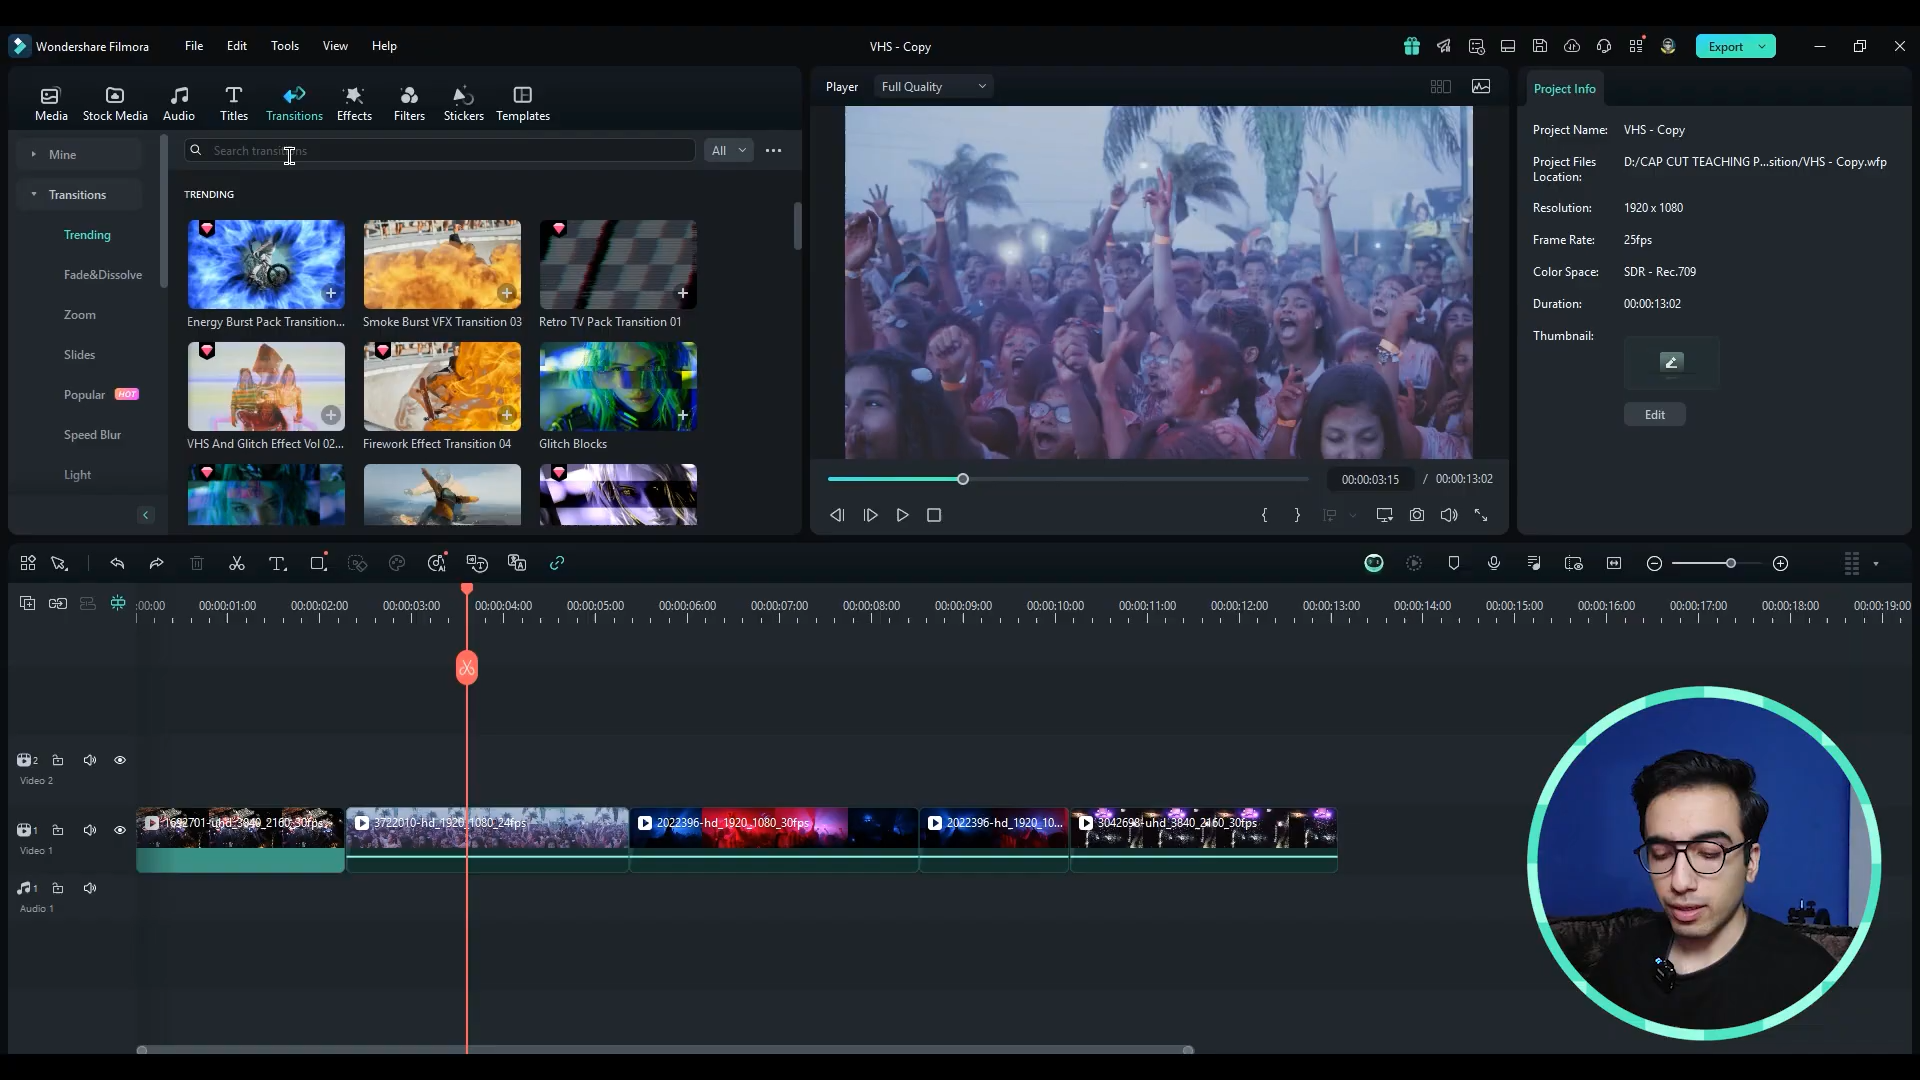 Wondershare Filmora
File
Edit
Tools
View
Help
VHS - Copy
Export
Media
Stock Media
Audio
Titles
Transitions
Effects
Filters
Stickers
Templates
Player
Full Quality
Project Info
Mine
Search transitions
All
Transitions
TRENDING
Trending
Fade&Dissolve
Zoom
Slides
Popular
HOT
Speed Blur
Light
Energy Burst Pack Transition...
Smoke Burst VFX Transition 03
Retro TV Pack Transition 01
VHS And Glitch Effect Vol 02...
Firework Effect Transition 04
Glitch Blocks
Project Name:
VHS - Copy
Project Files
Location:
D:/CAP CUT TEACHING P...sition/VHS - Copy.wfp
Resolution:
1920 x 1080
Frame Rate:
25fps
Color Space:
SDR - Rec.709
Duration:
00:00:13:02
Thumbnail:
Edit
00:00:03:15
/
00:00:13:02
:00:00
00:00:01:00
00:00:02:00
00:00:03:00
00:00:04:00
00:00:05:00
00:00:06:00
00:00:07:00
00:00:08:00
00:00:09:00
00:00:10:00
00:00:11:00
00:00:12:00
00:00:13:00
00:00:14:00
00:00:15:00
00:00:16:00
00:00:17:00
00:00:18:00
00:00:19:00
2
Video 2
1692701-uhd_3840_2160_30fps
3722010-hd_1920_1080_24fps
2022396-hd_1920_1080_30fps
2022396-hd_1920_10...
3042698-uhd_3840_2160_30fps
1
Video 1
1
Audio 1